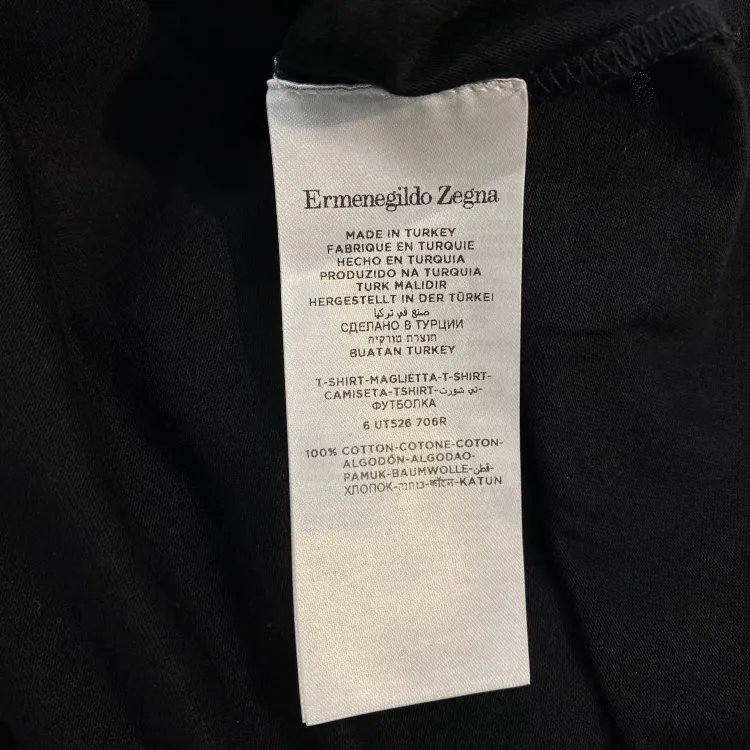 Ermenegildo Zegna
MADE IN TURKEY
FABRIQUE EN TURQUIE
HECHO EN TURQUIA
PRODUZIDO NA TURQUIA
TURK MALIDIR
HERGESTELLT IN DER TÜRKEI
صنع في تركيا
СДЕЛАНО В ТУРЦИИ
תוצרת טורקיה
BUATAN TURKEY
T-SHIRT-MAGLIETTA-T-SHIRT-
CAMISETA-TSHIRT-تي شورت-
ФУТБОЛКА
6 UT526 706R
100% COTTON-COTONE-COTON-
ALGODÓN-ALGODAO-
PAMUK-BAUMWOLLE-قطن-
ХЛОПОК-כותנה-कॉटन-KATUN